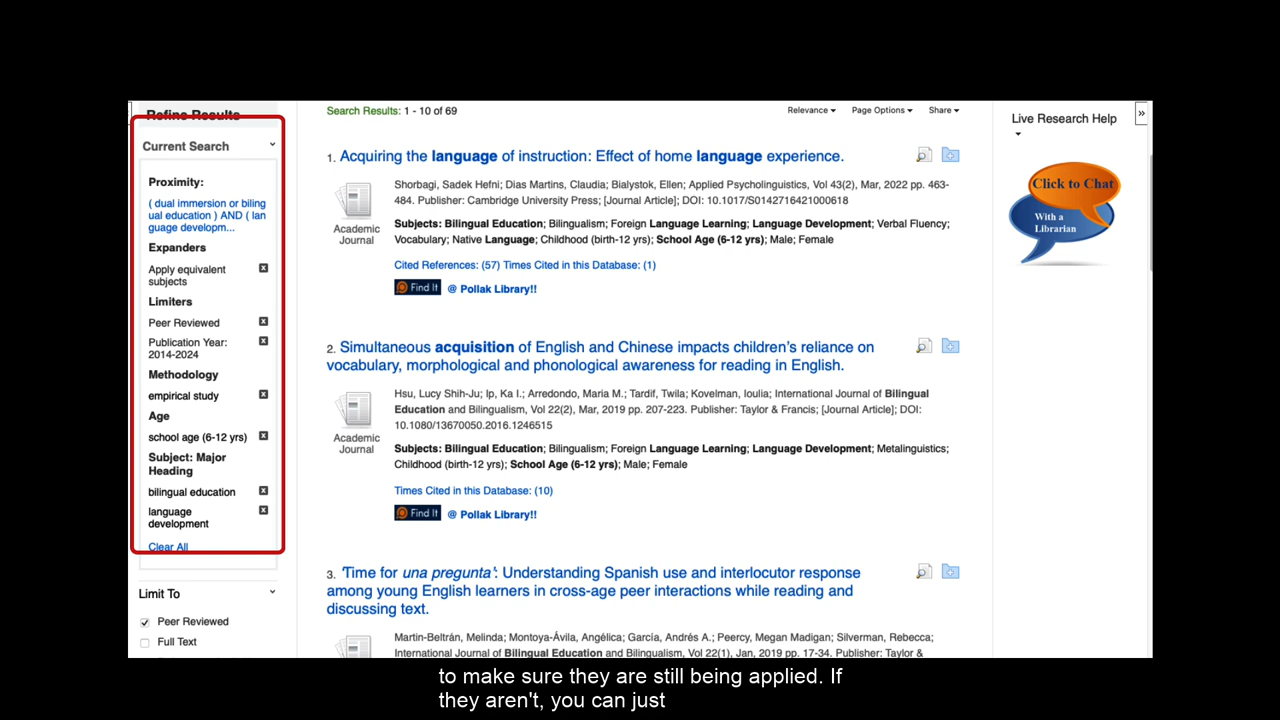 Refine Results
Current Search
Proximity:
( dual immersion or biling
ual education ) AND ( lan
guage developm...
Expanders
Apply equivalent
subjects
Limiters
Peer Reviewed
Publication Year:
2014-2024
Methodology
empirical study
Age
school age (6-12 yrs)
Subject: Major
Heading
bilingual education
language
development
Clear All
Limit To
Peer Reviewed
Full Text
Search Results: 1 - 10 of 69
Relevance
Page Options
Share
1. Acquiring the language of instruction: Effect of home language experience.
Academic
Journal
Shorbagi, Sadek Hefni; Dias Martins, Claudia; Bialystok, Ellen; Applied Psycholinguistics, Vol 43(2), Mar, 2022 pp. 463-
484. Publisher: Cambridge University Press; [Journal Article]; DOI: 10.1017/S0142716421000618
Subjects: Bilingual Education; Bilingualism; Foreign Language Learning; Language Development; Verbal Fluency;
Vocabulary; Native Language; Childhood (birth-12 yrs); School Age (6-12 yrs); Male; Female
Cited References: (57) Times Cited in this Database: (1)
Find It @ Pollak Library!!
2. Simultaneous acquisition of English and Chinese impacts children's reliance on
vocabulary, morphological and phonological awareness for reading in English.
Academic
Journal
Hsu, Lucy Shih-Ju; Ip, Ka I.; Arredondo, Maria M.; Tardif, Twila; Kovelman, Ioulia; International Journal of Bilingual
Education and Bilingualism, Vol 22(2), Mar, 2019 pp. 207-223. Publisher: Taylor & Francis; [Journal Article]; DOI:
10.1080/13670050.2016.1246515
Subjects: Bilingual Education; Bilingualism; Foreign Language Learning; Language Development; Metalinguistics;
Childhood (birth-12 yrs); School Age (6-12 yrs); Male; Female
Times Cited in this Database: (10)
Find It @ Pollak Library!!
3. 'Time for una pregunta': Understanding Spanish use and interlocutor response
among young English learners in cross-age peer interactions while reading and
discussing text.
Martin-Beltrán, Melinda; Montoya-Ávila, Angélica; García, Andrés A.; Peercy, Megan Madigan; Silverman, Rebecca;
International Journal of Bilingual Education and Bilingualism, Vol 22(1), Jan, 2019 pp. 17-34. Publisher: Taylor &
Live Research Help
»
Click to Chat
With a
Librarian
to make sure they are still being applied. If
they aren't, you can just